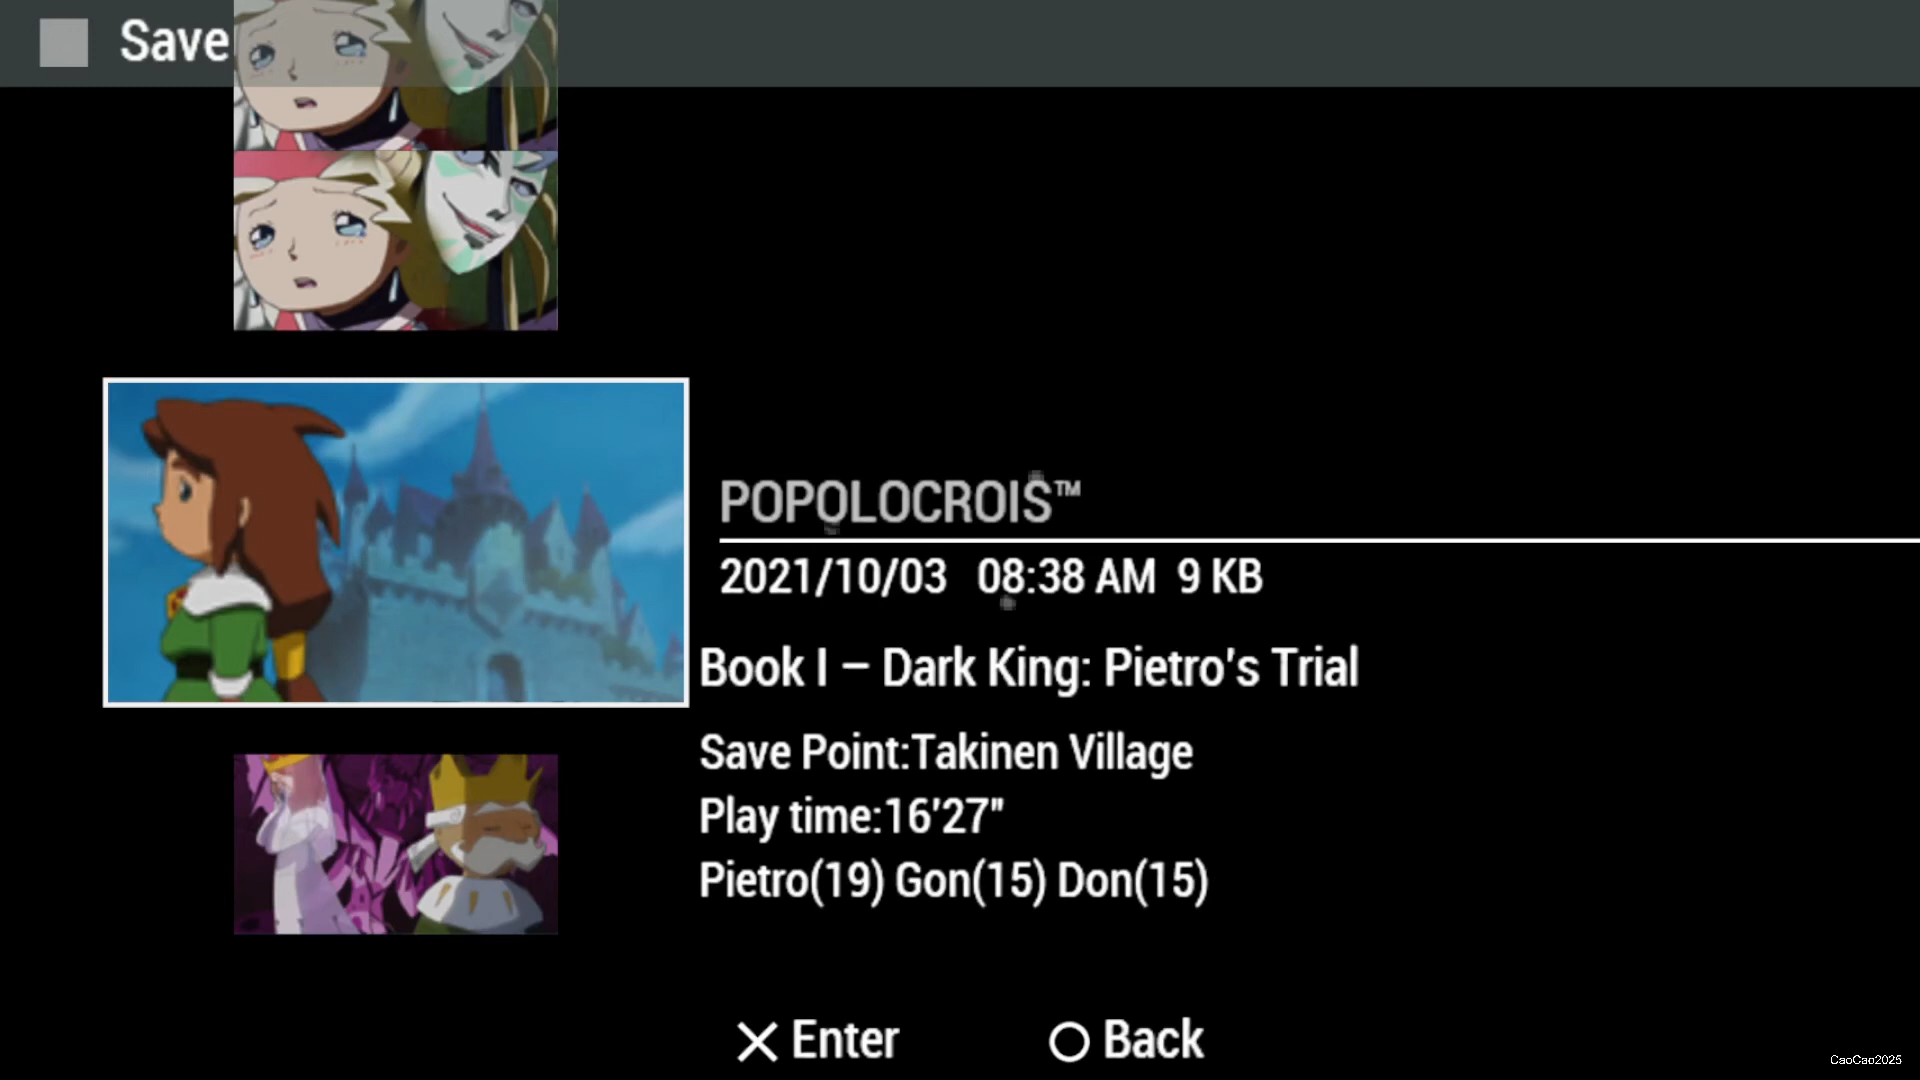 Save
POPOLOCROIS™
2021/10/03 08:38 AM 9 KB
Book I – Dark King: Pietro's Trial
Save Point:Takinen Village
Play time:16'27"
Pietro(19) Gon(15) Don(15)
Enter Back
CaoCao2025